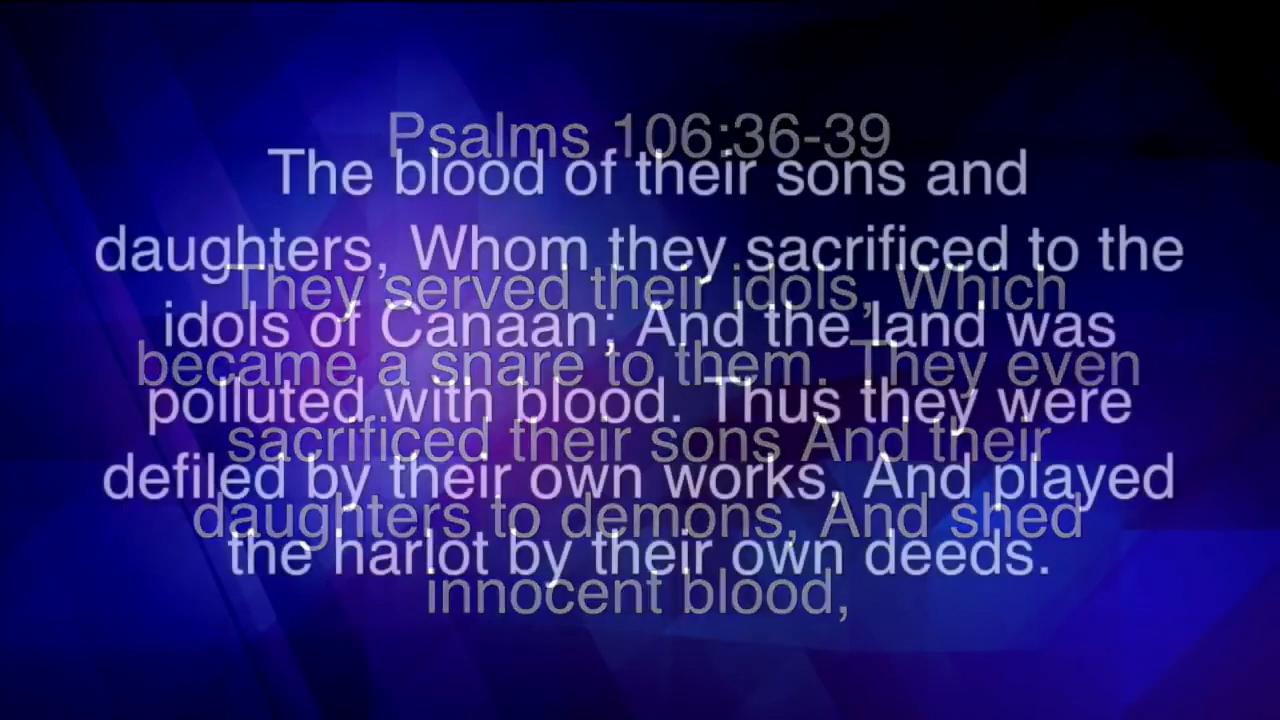 Psalms 106:36-39
They served their idols, Which
became a snare to them. They even
sacrificed their sons And their
daughters to demons, And shed
innocent blood,
The blood of their sons and
daughters, Whom they sacrificed to the
idols of Canaan; And the land was
polluted with blood. Thus they were
defiled by their own works, And played
the harlot by their own deeds.